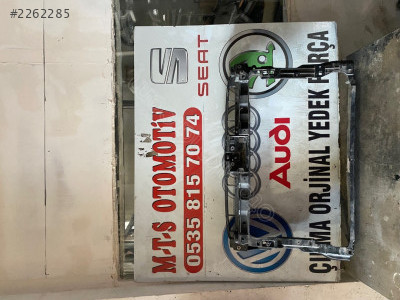 #2262285
SEAT
M-T-S OTOMOTİV
0535 815 70 74
AUDİ
ÇIKMA ORJİNAL YEDEK PARÇA